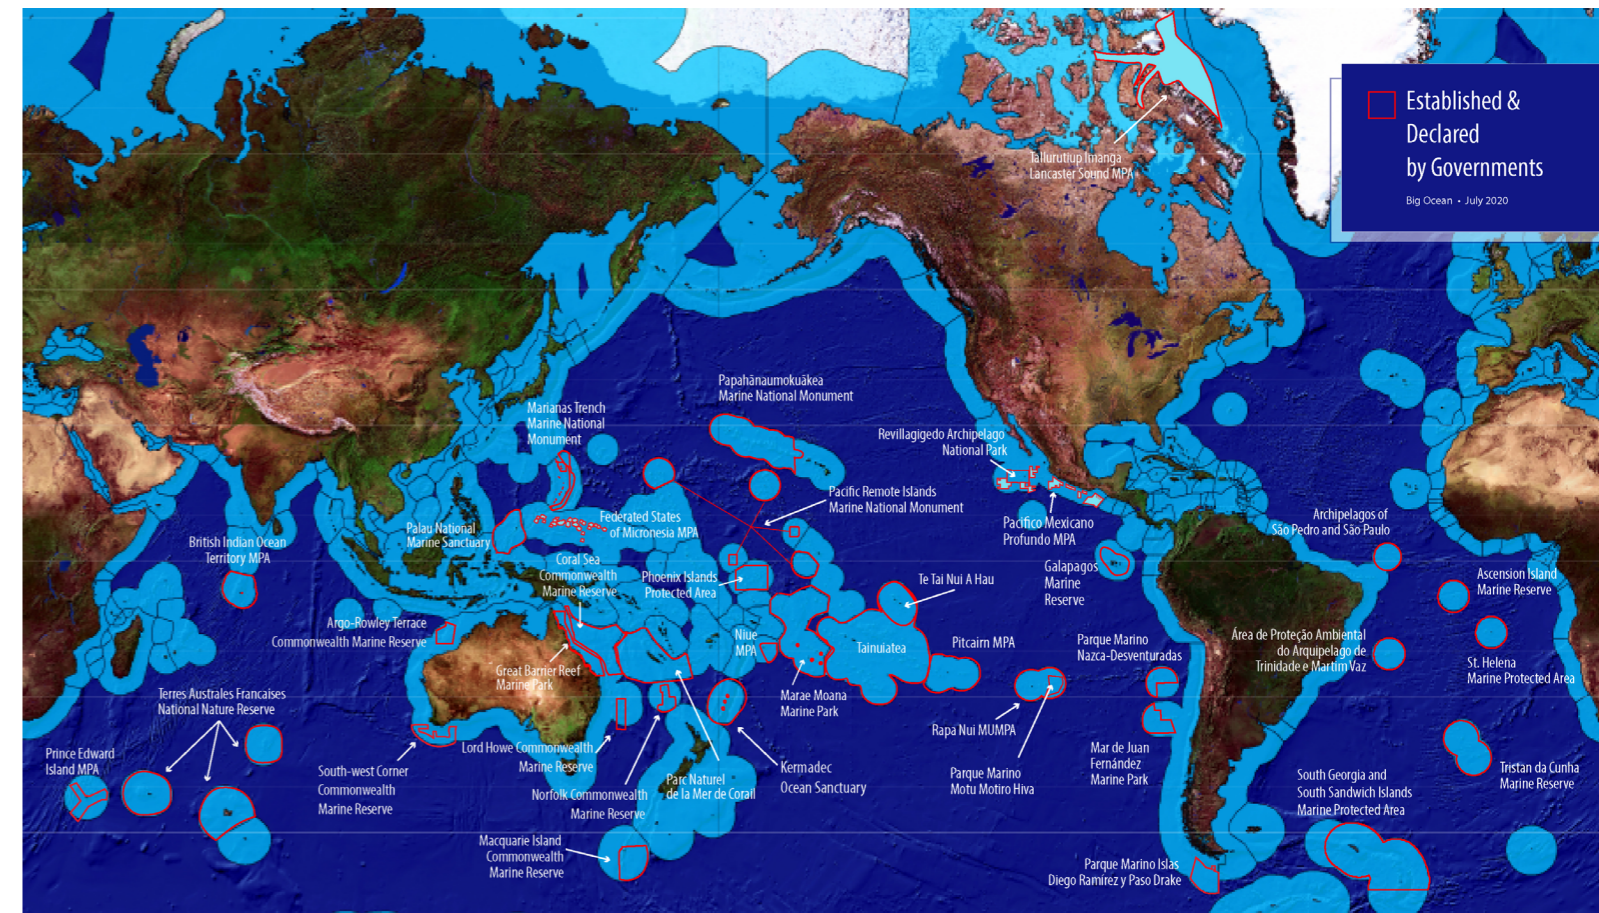 Established &
Declared
by Governments
Big Ocean • July 2020
Tallurutiup Imanga
Lancaster Sound MPA
Papahānaumokuākea
Marine National Monument
Marianas Trench
Marine National
Monument
Revillagigedo Archipelago
National Park
Pacific Remote Islands
Marine National Monument
Pacifico Mexicano
Profundo MPA
Archipelagos of
São Pedro and São Paulo
Federated States
of Micronesia MPA
Palau National
Marine Sanctuary
British Indian Ocean
Territory MPA
Coral Sea
Commonwealth
Marine Reserve
Phoenix Islands
Protected Area
Te Tai Nui A Hau
Galapagos
Marine
Reserve
Ascension Island
Marine Reserve
Argo-Rowley Terrace
Commonwealth Marine Reserve
Niue
MPA
Tainuiatea
Pitcairn MPA
Parque Marino
Nazca-Desventuradas
Área de Proteção Ambiental
do Arquipelago de
Trinidade e Martim Vaz
St. Helena
Marine Protected Area
Great Barrier Reef
Marine Park
Terres Australes Francaises
National Nature Reserve
Marae Moana
Marine Park
Rapa Nui MUMPA
Prince Edward
Island MPA
South-west Corner
Commonwealth
Marine Reserve
Lord Howe Commonwealth
Marine Reserve
Norfolk Commonwealth
Marine Reserve
Parc Naturel
de la Mer de Corail
Kermadec
Ocean Sanctuary
Parque Marino
Motu Motiro Hiva
Mar de Juan
Fernández
Marine Park
South Georgia and
South Sandwich Islands
Marine Protected Area
Tristan da Cunha
Marine Reserve
Macquarie Island
Commonwealth
Marine Reserve
Parque Marino Islas
Diego Ramírez y Paso Drake